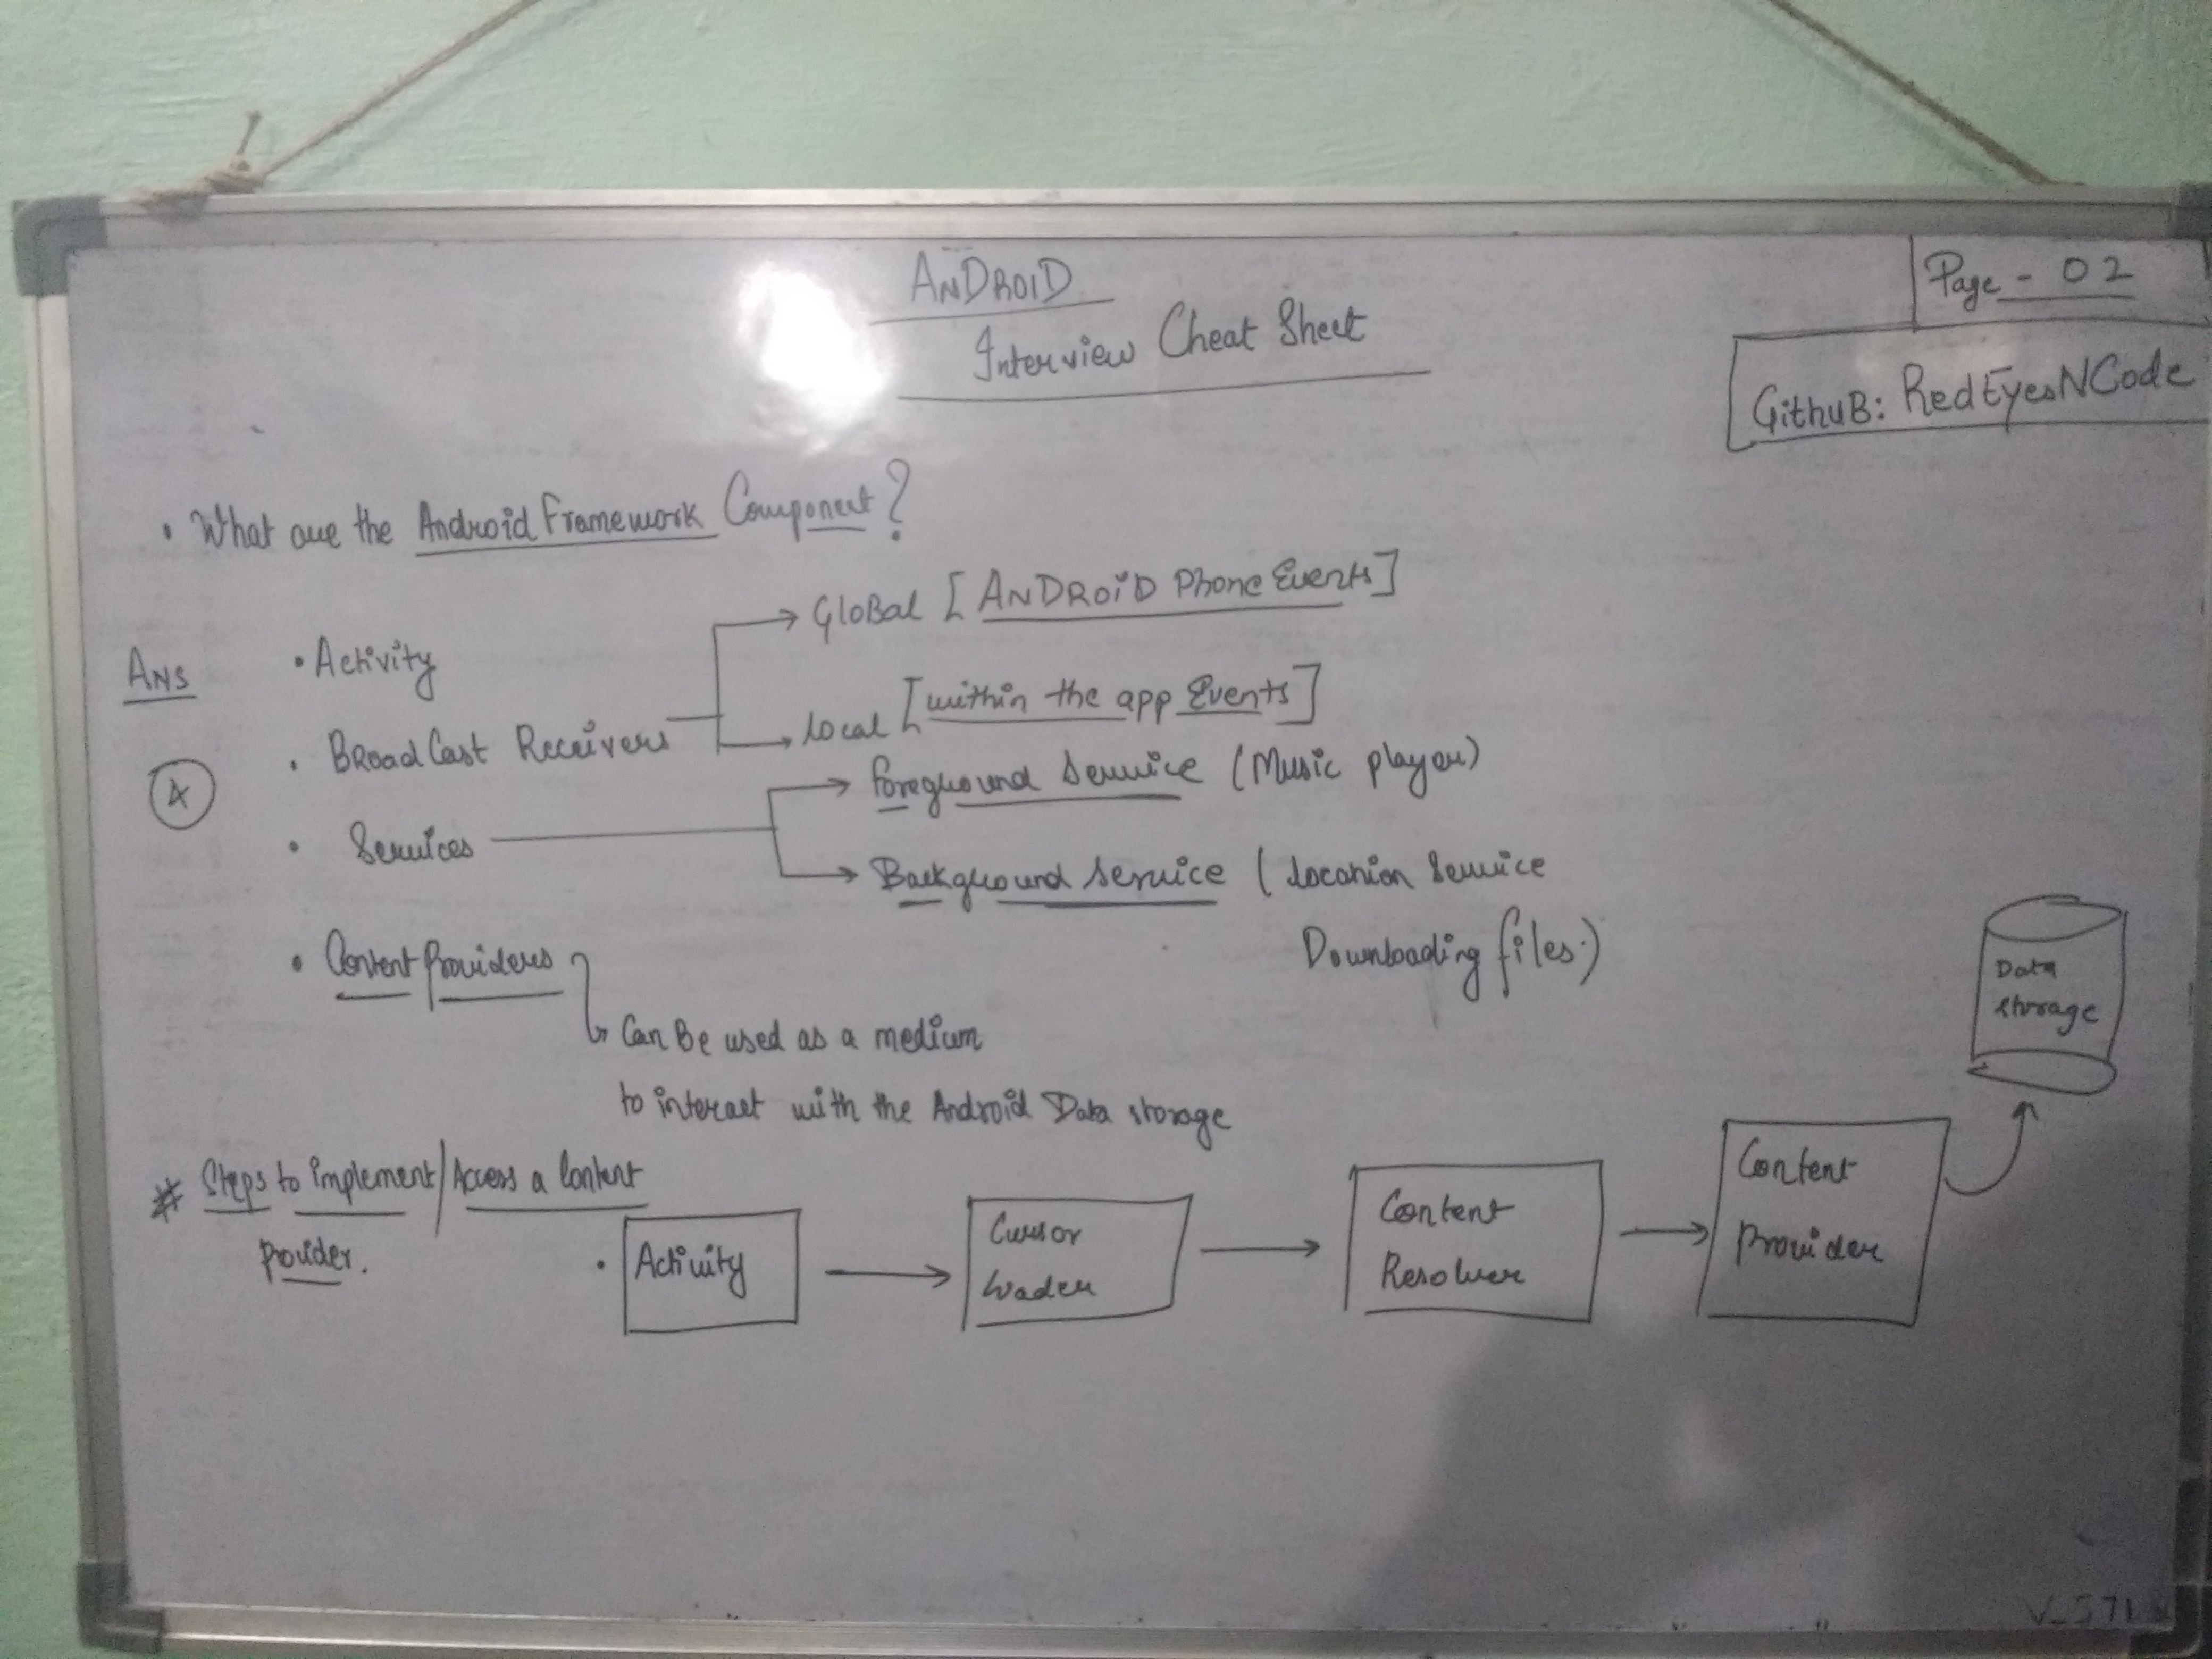 ANDROID
Interview Cheat Sheet
Page - 02
GithuB: RedEyesNCode
• What are the Android Framework Component?
Ans
4
• Activity
• BRoadCast Receivers
→ GloBal [ANDROiD Phone Events]
→ local [within the app Events]
• Services
→ Foreground Service (Music player)
→ Background Service (location Service
Downloading files.)
• Content Providers
Can Be used as a medium
to interact with the Android Data storage
# Steps to implement/Access a Content
Provider.
• Activity
→ Cursor
Loader
→ Content
Resolver
→ Content
Provider
Data
storage